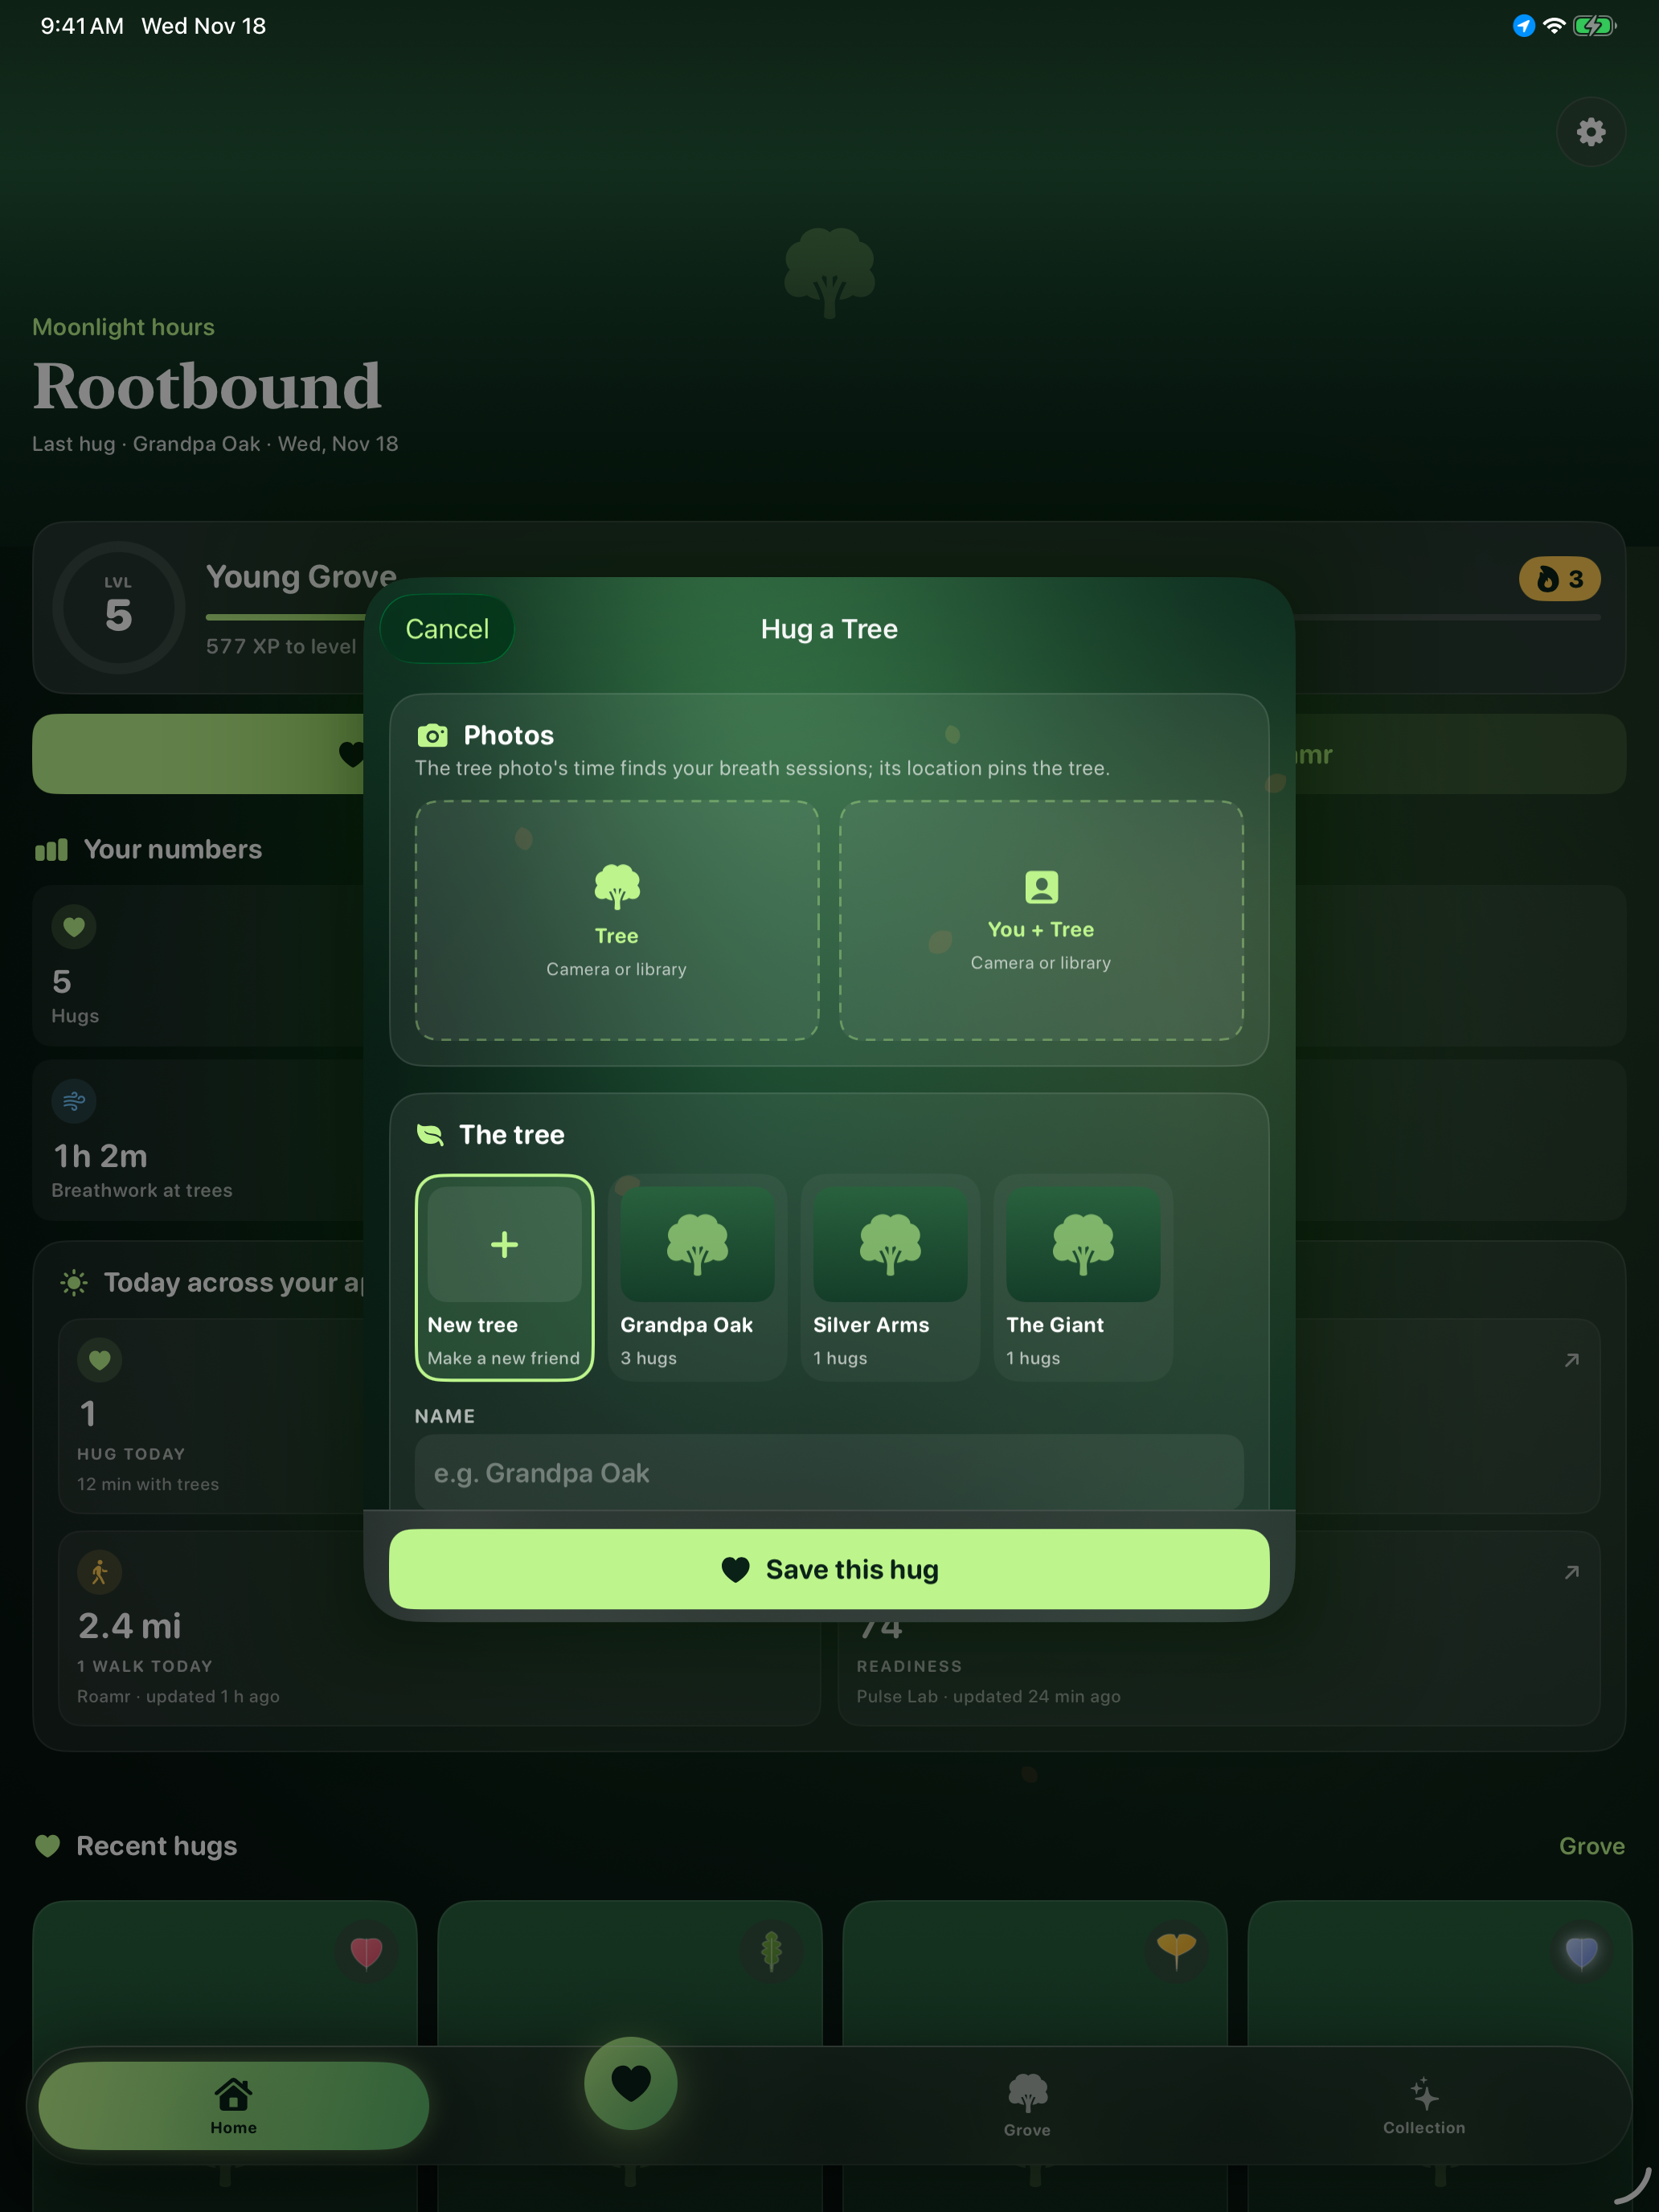 9:41 AM Wed Nov 18
Moonlight hours
Rootbound
Last hug · Grandpa Oak · Wed, Nov 18
LVL
5
Young Grove
577 XP to level
3
Cancel
Hug a Tree
Photos
The tree photo's time finds your breath sessions; its location pins the tree.
Tree
Camera or library
You + Tree
Camera or library
The tree
New tree
Make a new friend
Grandpa Oak
3 hugs
Silver Arms
1 hugs
The Giant
1 hugs
NAME
e.g. Grandpa Oak
Save this hug
Your numbers
5
Hugs
1h 2m
Breathwork at trees
Today across your
1
HUG TODAY
12 min with trees
2.4 mi
1 WALK TODAY
Roamr · updated 1 h ago
74
READINESS
Pulse Lab · updated 24 min ago
Recent hugs
Grove
Home
Grove
Collection